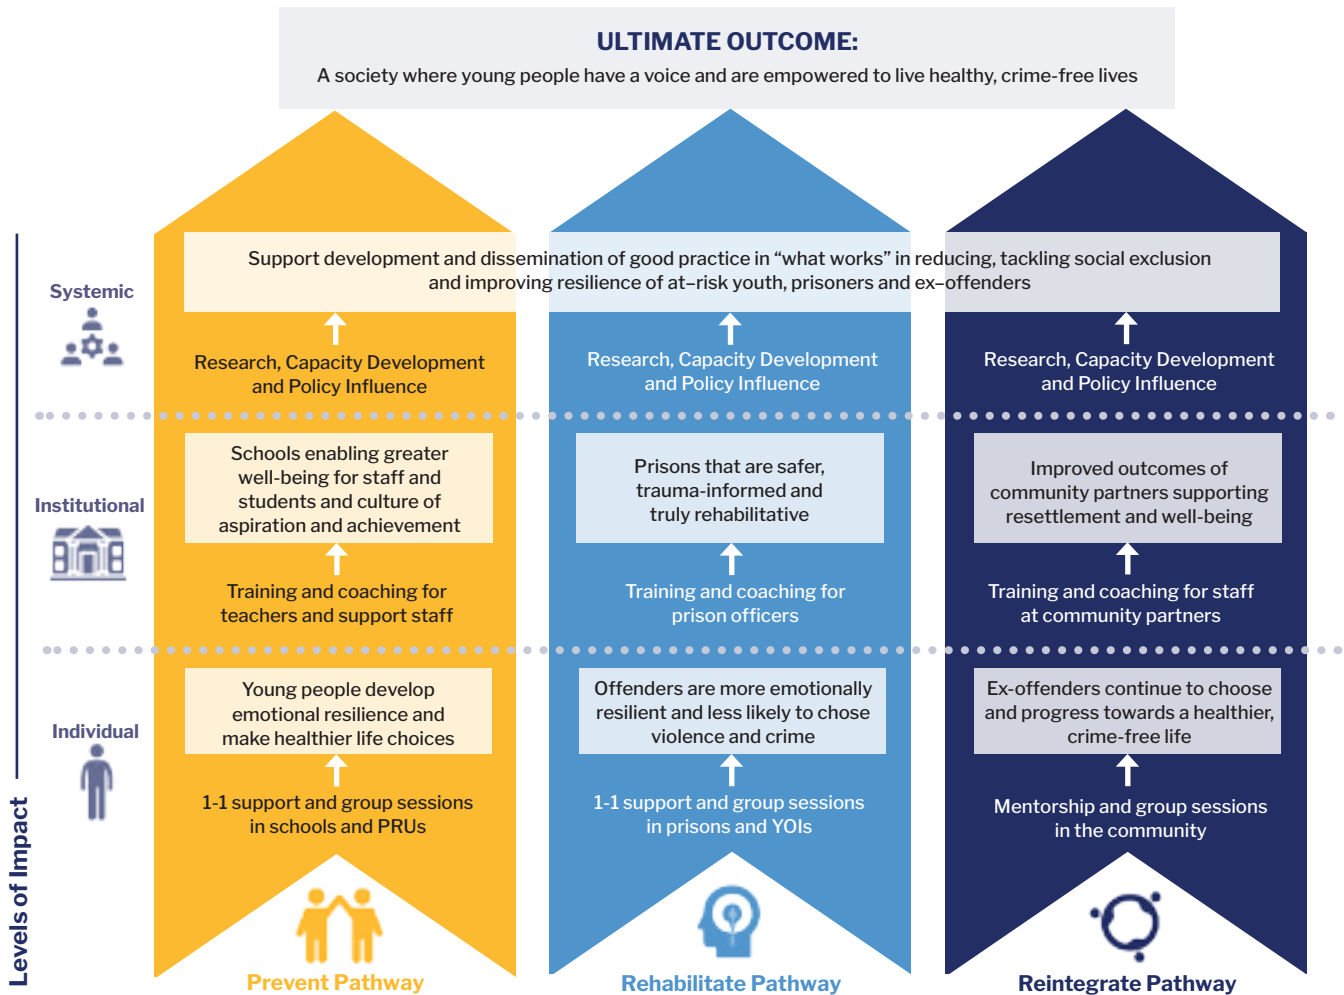 ULTIMATE OUTCOME:
A society where young people have a voice and are empowered to live healthy, crime-free lives
Support development and dissemination of good practice in “what works” in reducing, tackling social exclusion
and improving resilience of at–risk youth, prisoners and ex–offenders
Systemic
Research, Capacity Development
and Policy Influence
Research, Capacity Development
and Policy Influence
Research, Capacity Development
and Policy Influence
Institutional
Schools enabling greater
well-being for staff and
students and culture of
aspiration and achievement
Prisons that are safer,
trauma-informed and
truly rehabilitative
Improved outcomes of
community partners supporting
resettlement and well-being
Training and coaching for
teachers and support staff
Training and coaching for
prison officers
Training and coaching for staff
at community partners
Individual
Young people develop
emotional resilience and
make healthier life choices
Offenders are more emotionally
resilient and less likely to chose
violence and crime
Ex-offenders continue to choose
and progress towards a healthier,
crime-free life
1-1 support and group sessions
in schools and PRUs
1-1 support and group sessions
in prisons and YOIs
Mentorship and group sessions
in the community
Levels of Impact
Prevent Pathway
Rehabilitate Pathway
Reintegrate Pathway